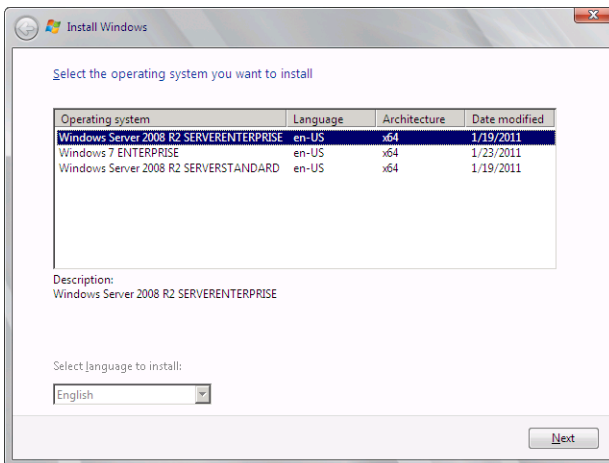 Install Windows
Select the operating system you want to install
Operating system Language Architecture Date modified
Windows Server 2008 R2 SERVERENTERPRISE en-US x64 1/19/2011
Windows 7 ENTERPRISE en-US x64 1/23/2011
Windows Server 2008 R2 SERVERSTANDARD en-US x64 1/19/2011
Description:
Windows Server 2008 R2 SERVERENTERPRISE
Select language to install:
English
Next